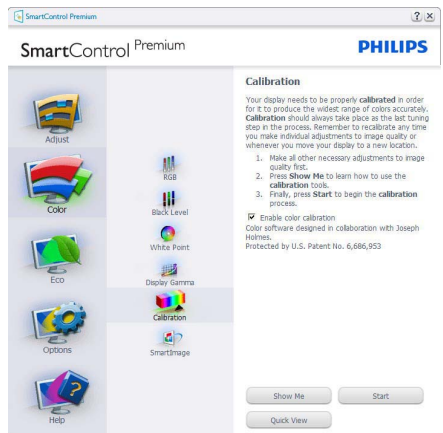 SmartControl Premium
SmartControl Premium
PHILIPS
Adjust
Color
Eco
Options
Help
RGB
Black Level
White Point
Display Gamma
Calibration
SmartImage
Calibration
Your display needs to be properly calibrated in order
for it to produce the widest range of colors accurately.
Calibration should always take place as the last tuning
step in the process. Remember to recalibrate any time
you make individual adjustments to image quality or
whenever you move your display to a new location.
1. Make all other necessary adjustments to image
quality first.
2. Press Show Me to learn how to use the
calibration tools.
3. Finally, press Start to begin the calibration
process.
Enable color calibration
Color software designed in collaboration with Joseph
Holmes.
Protected by U.S. Patent No. 6,686,953
Show Me
Start
Quick View